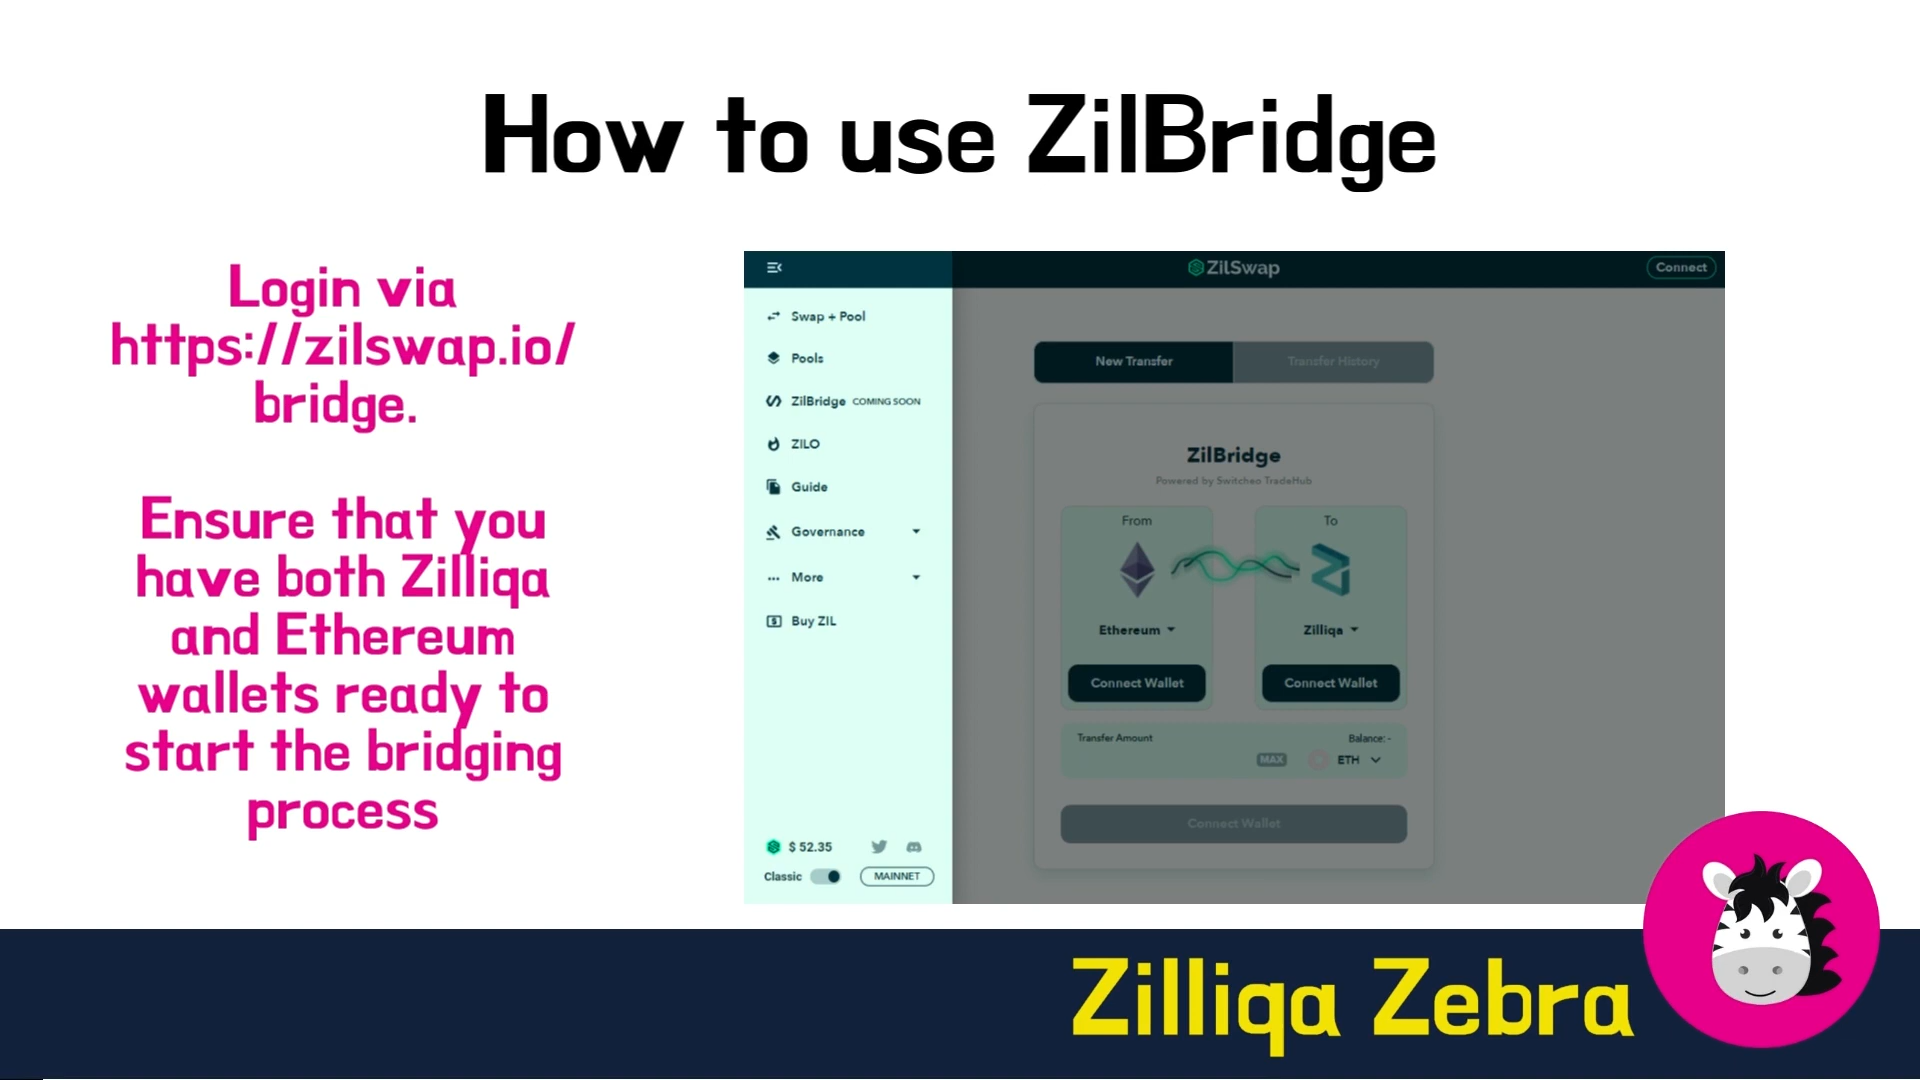 How to use ZilBridge
Login via
https://zilswap.io/
bridge.
Ensure that you
have both Zilliqa
and Ethereum
wallets ready to
start the bridging
process
ZilSwap
Connect
Swap + Pool
Pools
ZilBridge COMING SOON
ZILO
Guide
Governance
More
Buy ZIL
$ 52.35
Classic
MAINNET
New Transfer
Transfer History
ZilBridge
Powered by Switcheo TradeHub
From
To
Ethereum
Zilliqa
Connect Wallet
Connect Wallet
Transfer Amount
Balance: -
MAX
ETH
Connect Wallet
Zilliqa Zebra